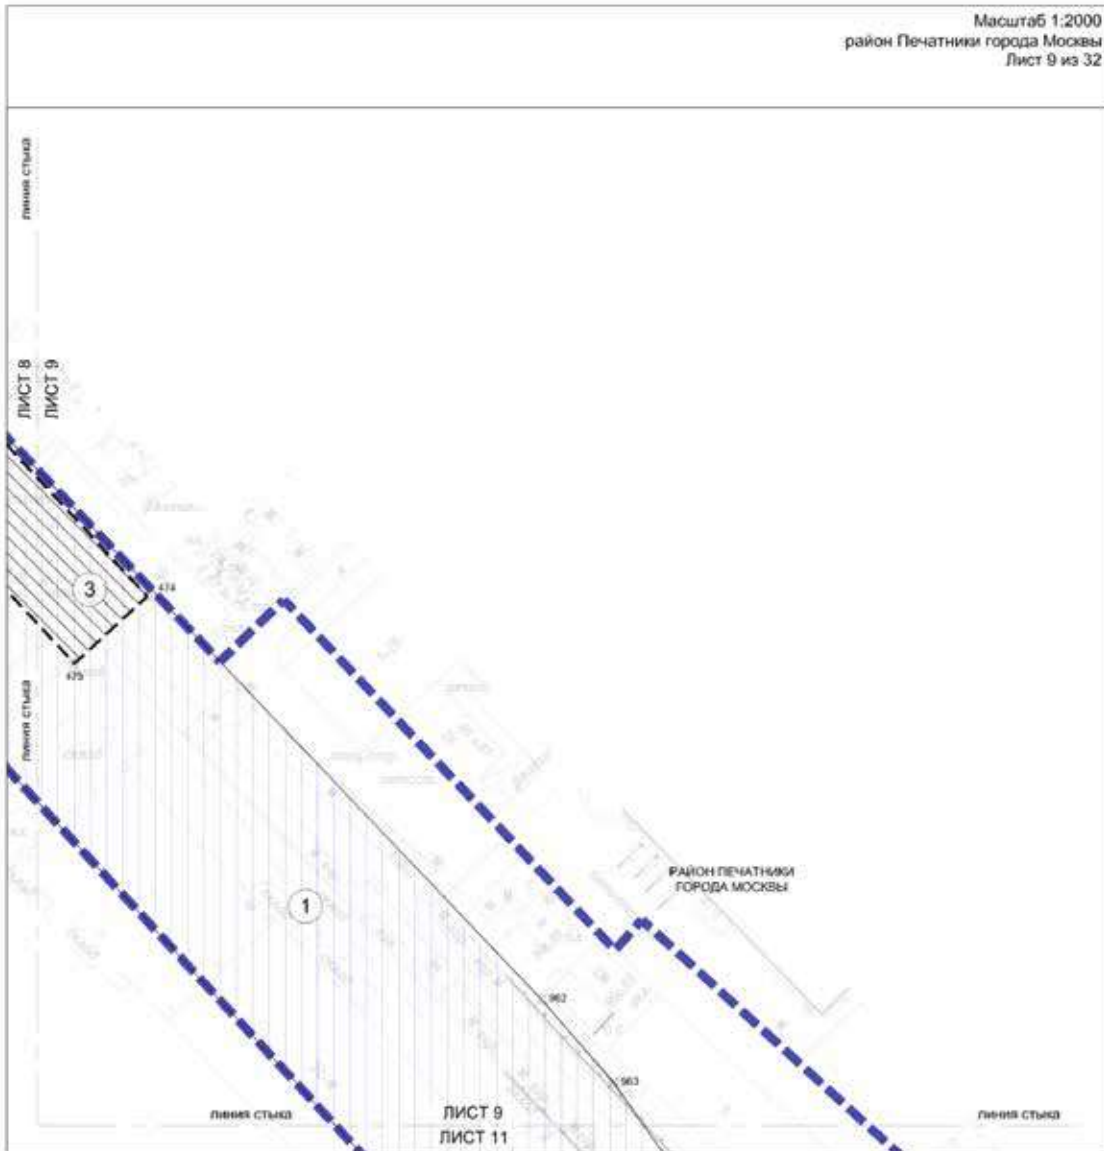 Масштаб 1:2000
район Печатники города Москвы
Лист 9 из 32
линия стыка
ЛИСТ 8
ЛИСТ 9
3
474
475
линия стыка
РАЙОН ПЕЧАТНИКИ
ГОРОДА МОСКВЫ
1
962
963
линия стыка
ЛИСТ 9
линия стыка
ЛИСТ 11